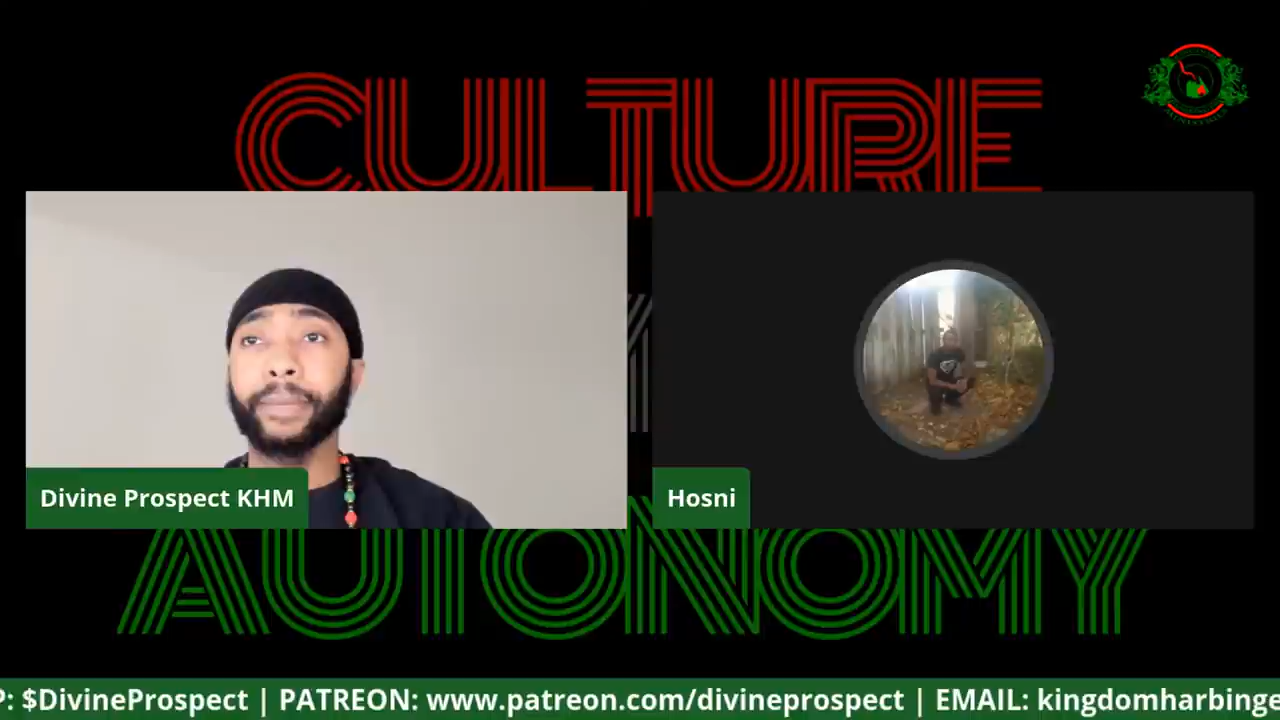 CULTURE
Divine Prospect KHM
Hosni
AUTONOMY
P: $DivineProspect | PATREON: www.patreon.com/divineprospect | EMAIL: kingdomharbinge